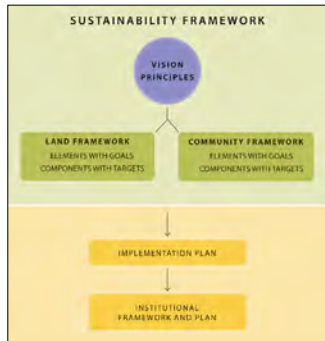 SUSTAINABILITY FRAMEWORK
VISION
PRINCIPLES
LAND FRAMEWORK
ELEMENTS WITH GOALS
COMPONENTS WITH TARGETS
COMMUNITY FRAMEWORK
ELEMENTS WITH GOALS
COMPONENTS WITH TARGETS
IMPLEMENTATION PLAN
INSTITUTIONAL
FRAMEWORK AND PLAN